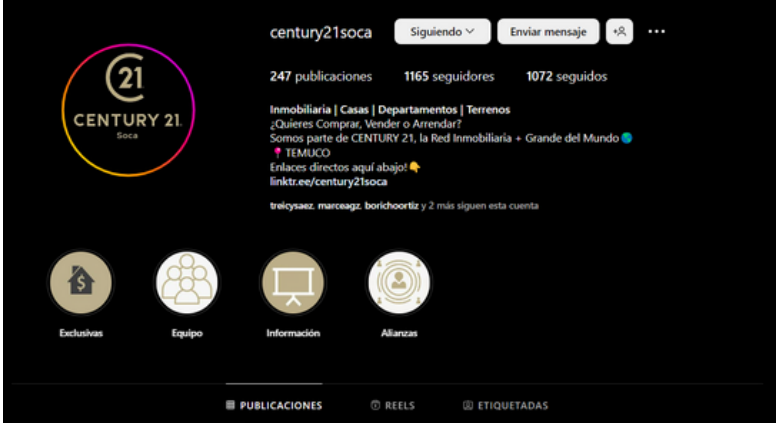 century21soca Siguiendo Enviar mensaje
247 publicaciones 1165 seguidores 1072 seguidos
21
CENTURY 21.
Soca
Inmobiliaria | Casas | Departamentos | Terrenos
¿Quieres Comprar, Vender o Arrendar?
Somos parte de CENTURY 21, la Red Inmobiliaria + Grande del Mundo 🌎
📍 TEMUCO
Enlaces directos aquí abajo! 👇
linktr.ee/century21soca
treicysaez, marceagz, borichoortiz y 2 más siguen esta cuenta
$
Exclusivas Equipo Información Alianzas
PUBLICACIONES REELS ETIQUETADAS